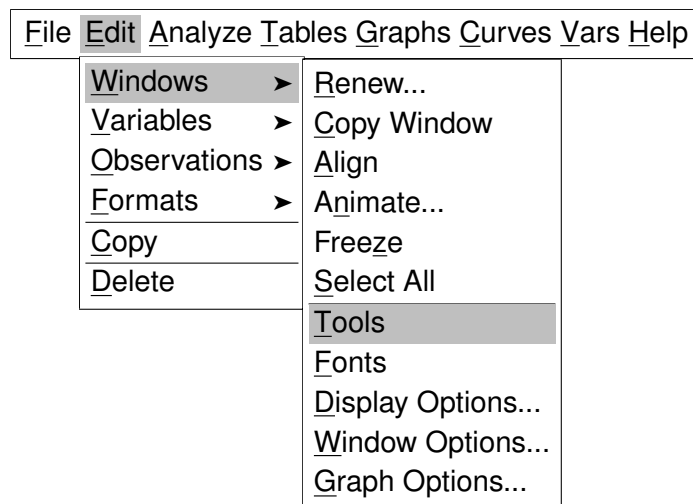 File Edit Analyze Tables Graphs Curves Vars Help
Windows ➤
Variables ➤
Observations ➤
Formats ➤
Copy
Delete
Renew...
Copy Window
Align
Animate...
Freeze
Select All
Tools
Fonts
Display Options...
Window Options...
Graph Options...